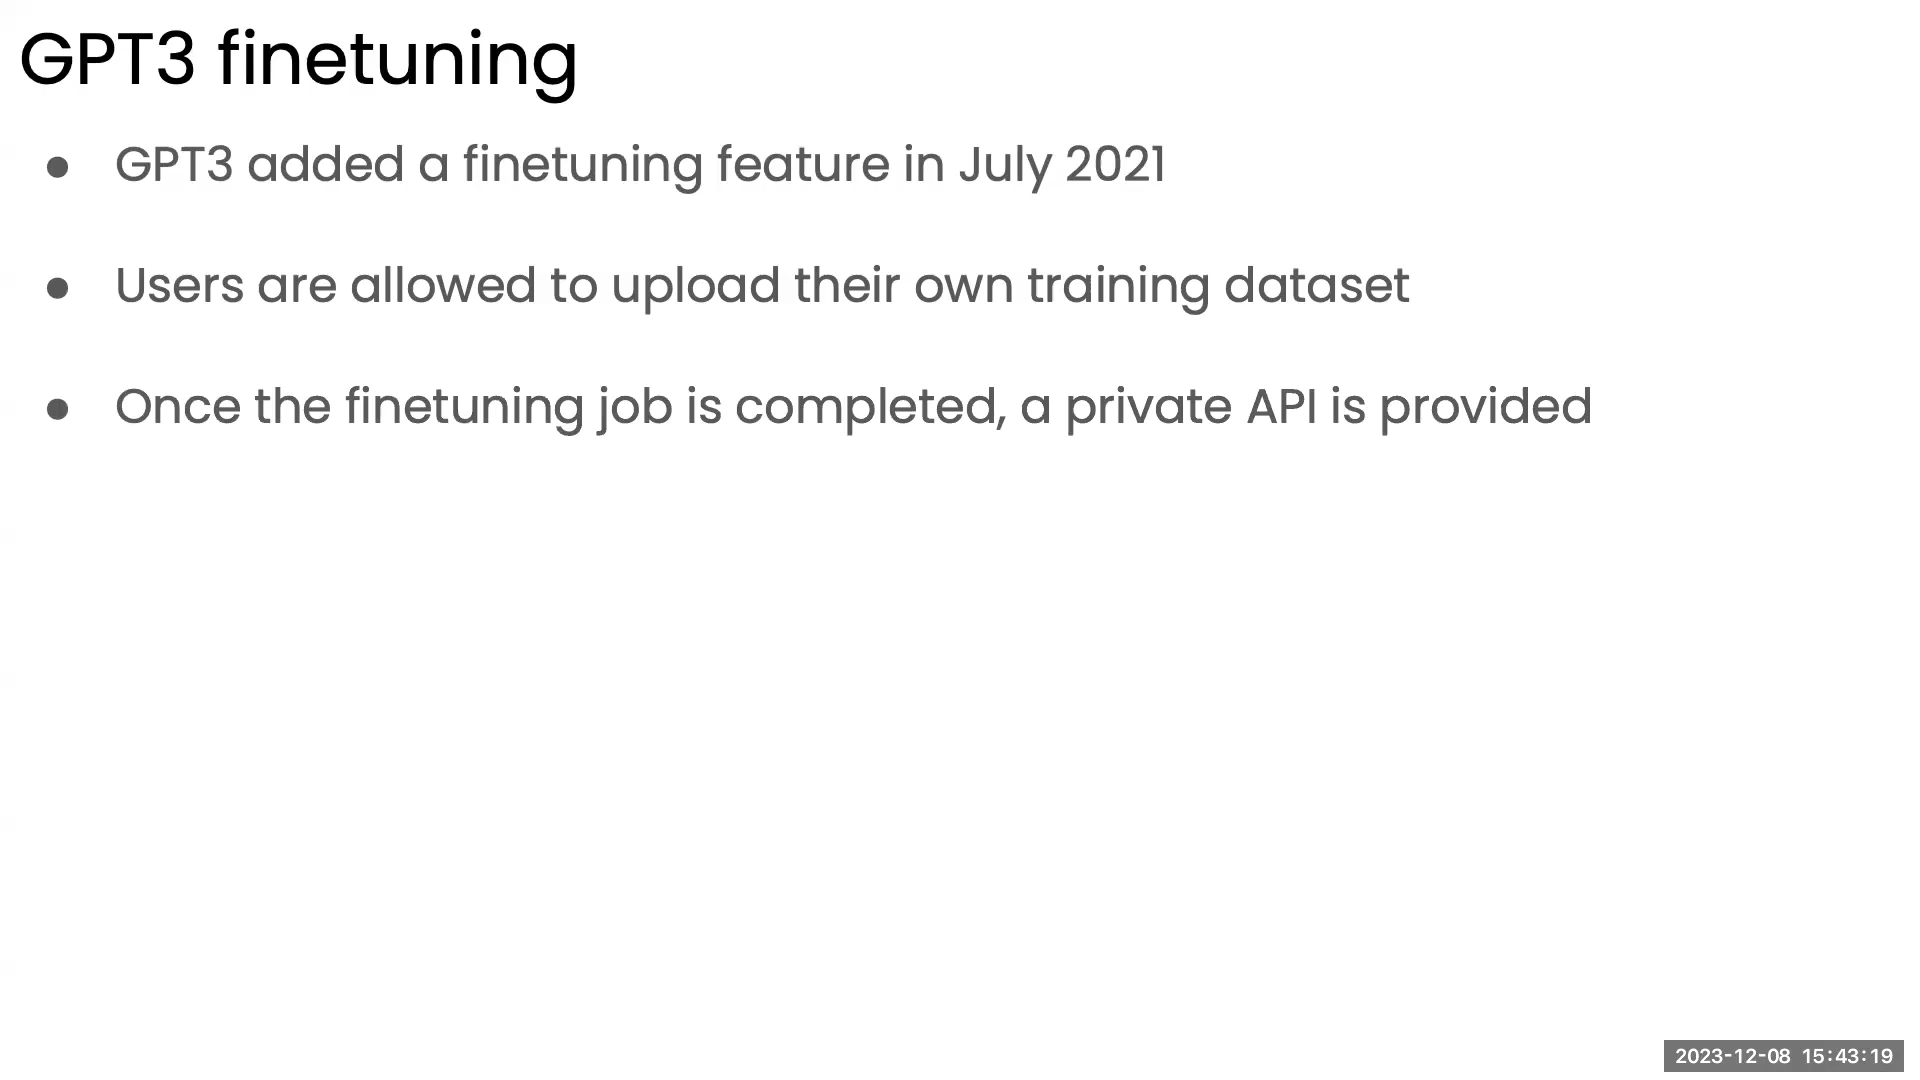 GPT3 finetuning
● GPT3 added a finetuning feature in July 2021
● Users are allowed to upload their own training dataset
● Once the finetuning job is completed, a private API is provided
2023-12-08 15:43:19